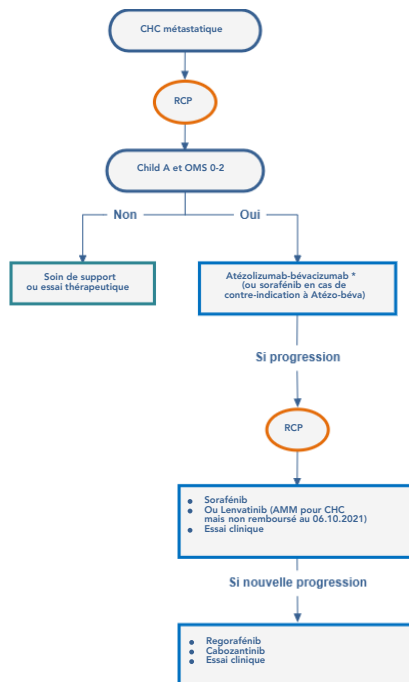 CHC métastatique
RCP
Child A et OMS 0-2
Non
Oui
Soin de support
ou essai thérapeutique
Atézolizumab-bévacizumab *
(ou sorafénib en cas de
contre-indication à Atézo-béva)
Si progression
RCP
• Sorafénib
• Ou Lenvatinib (AMM pour CHC
mais non remboursé au 06.10.2021)
• Essai clinique
Si nouvelle progression
• Regorafénib
• Cabozantinib
• Essai clinique